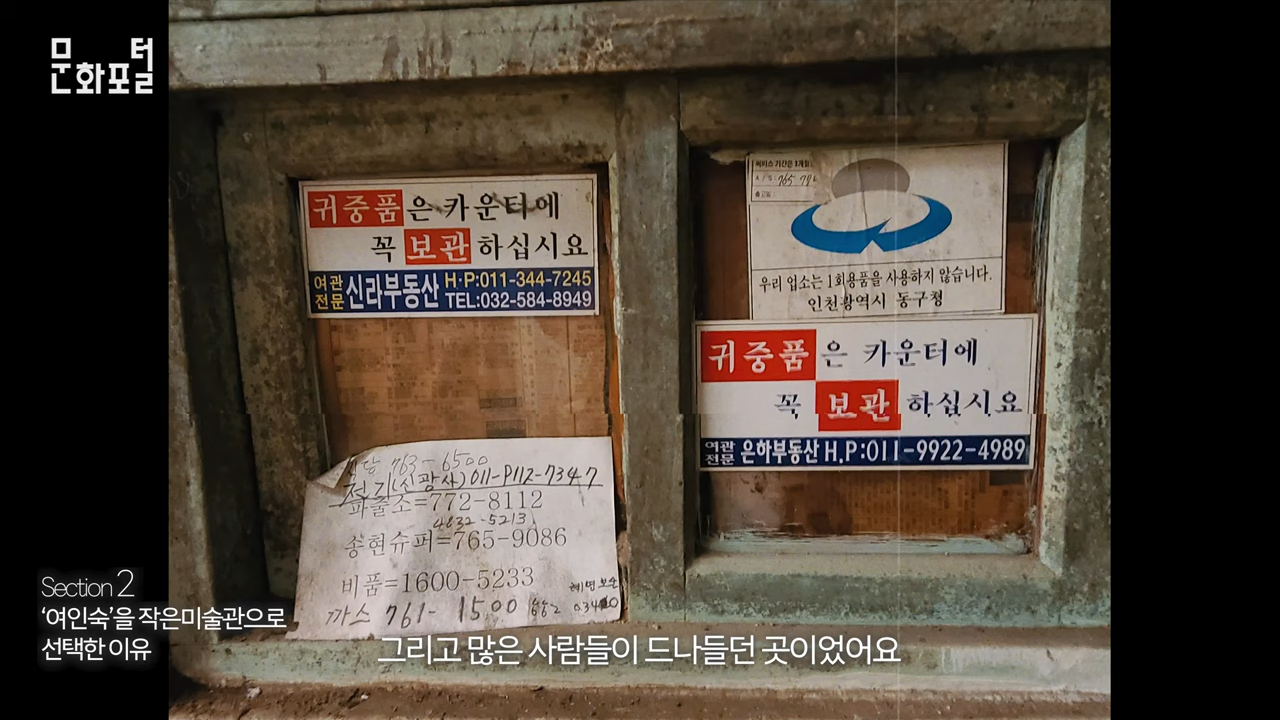 문화포털
귀중품은 카운터에
꼭 보관 하십시요
여관 전문 신라부동산 H·P:011-344-7245
TEL:032-584-8949
763-6500
전기(신광사)011-9112-7347
파출소=772-8112
4632-5213
송현슈퍼=765-9086
비품=1600-5233
까스 761-1500
우리 업소는 1회용품을 사용하지 않습니다.
인천광역시 동구청
귀중품은 카운터에
꼭 보관 하십시요
여관 전문 은하부동산 H.P:011-9922-4989
Section 2
‘여인숙’을 작은미술관으로
선택한 이유
그리고 많은 사람들이 드나들던 곳이었어요